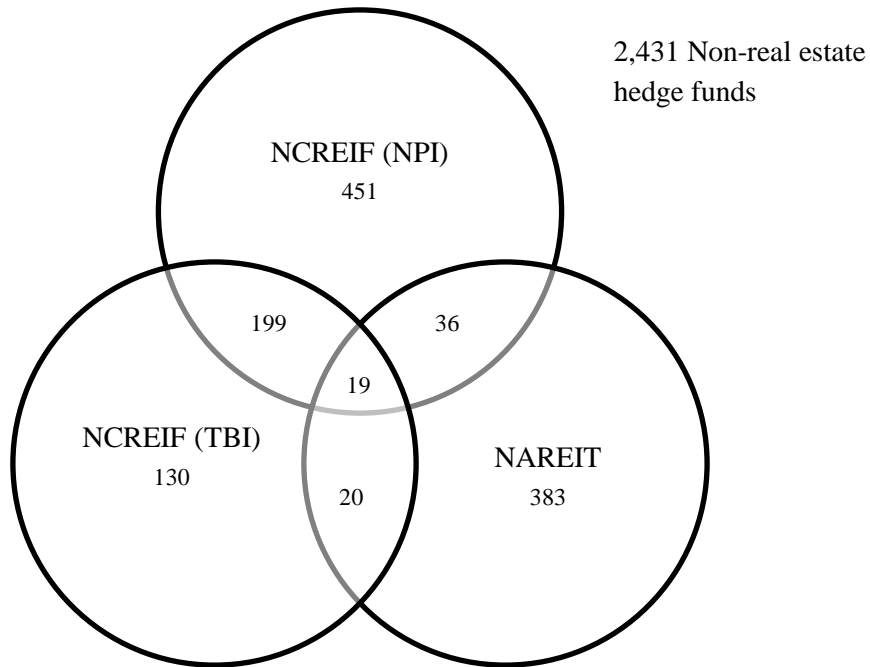 2,431 Non-real estate
hedge funds
NCREIF (NPI)
451
199
36
19
NCREIF (TBI)
130
NAREIT
383
20